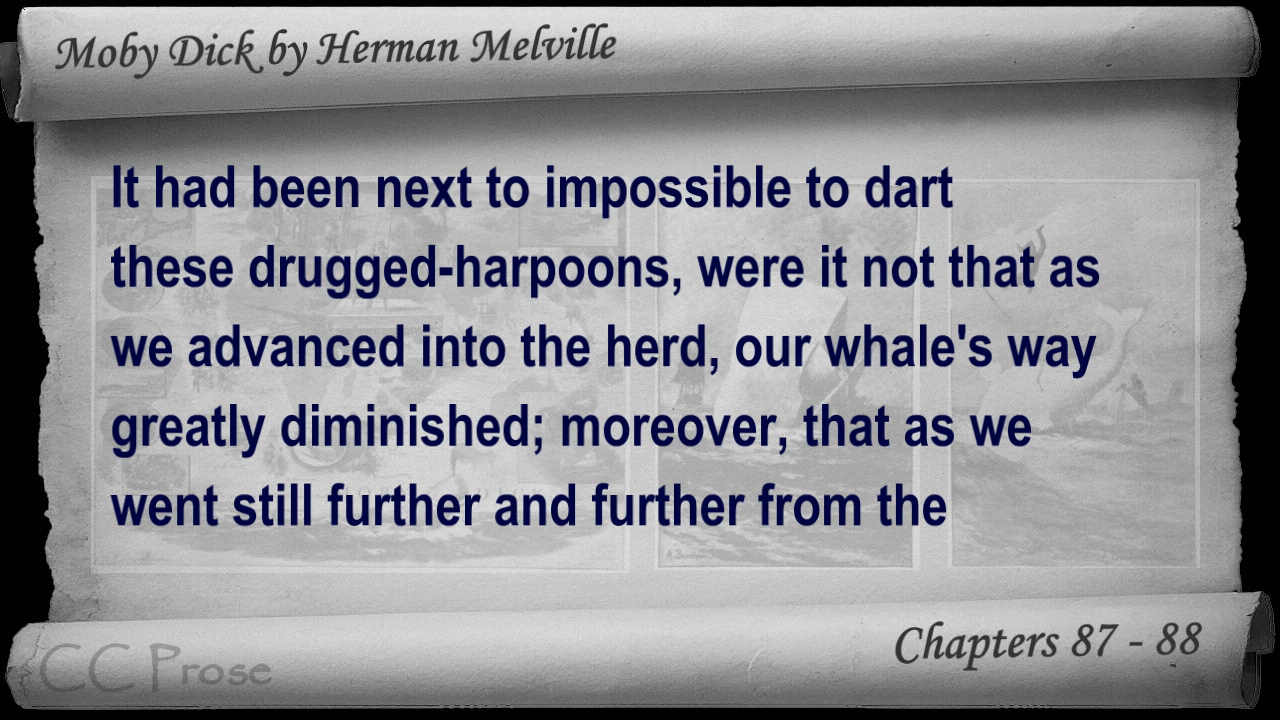 Moby Dick by Herman Melville
It had been next to impossible to dart
these drugged-harpoons, were it not that as
we advanced into the herd, our whale's way
greatly diminished; moreover, that as we
went still further and further from the
Chapters 87 - 88
CC Prose